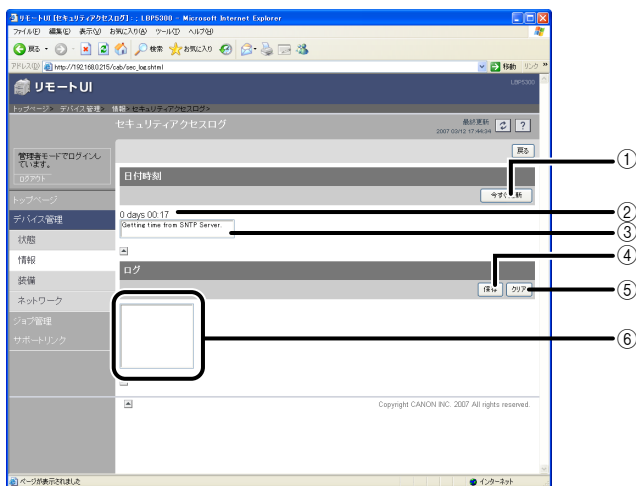 リモートUI [セキュリティアクセスログ] : ; LBP5300 - Microsoft Internet Explorer
ファイル(F) 編集(E) 表示(V) お気に入り(A) ツール(T) ヘルプ(H)
戻る 検索 お気に入り
アドレス(D) http://192.168.0.215/cab/sec_log.shtml 移動 リンク »
リモートUI LBP5300
トップページ> デバイス管理> 情報> セキュリティアクセスログ>
セキュリティアクセスログ 最終更新
2007 03/12 17:44:34 ?
管理者モードでログインしています。
ログアウト
戻る
①
日付時刻
今すぐ更新
トップページ
デバイス管理
状態
情報
装備
ネットワーク
ジョブ管理
サポートリンク
0 days 00:17
②
Getting time from SNTP Server.
③
④
ログ
保存 クリア
⑤
⑥
Copyright CANON INC. 2007 All rights reserved.
ページが表示されました インターネット